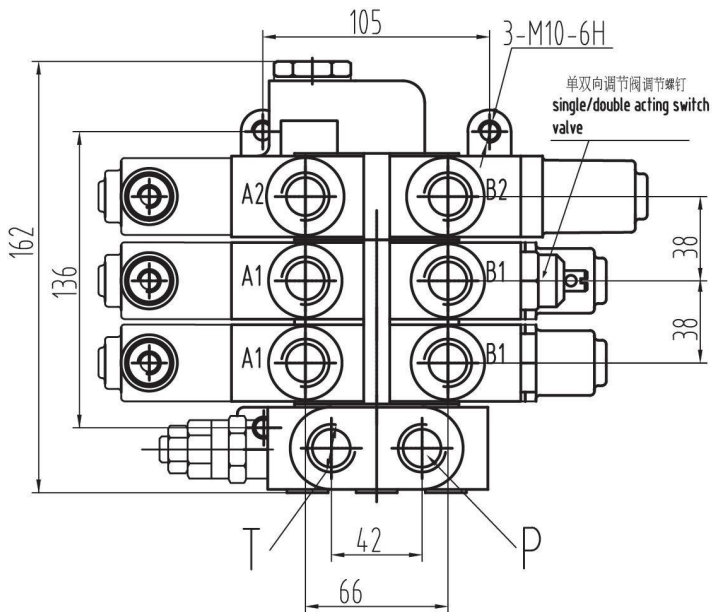 105
3-M10-6H
单双向调节阀调节螺钉
single/double acting switch
valve
A2
B2
162
136
38
A1
B1
38
A1
B1
T
42
P
66